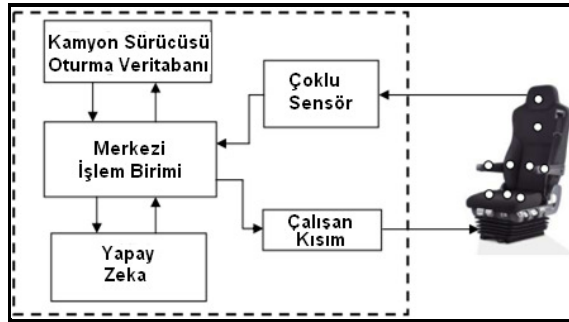 Kamyon Sürücüsü
Oturma Veritabanı
Çoklu
Sensör
Merkezi
İşlem Birimi
Çalışan
Kısım
Yapay
Zeka